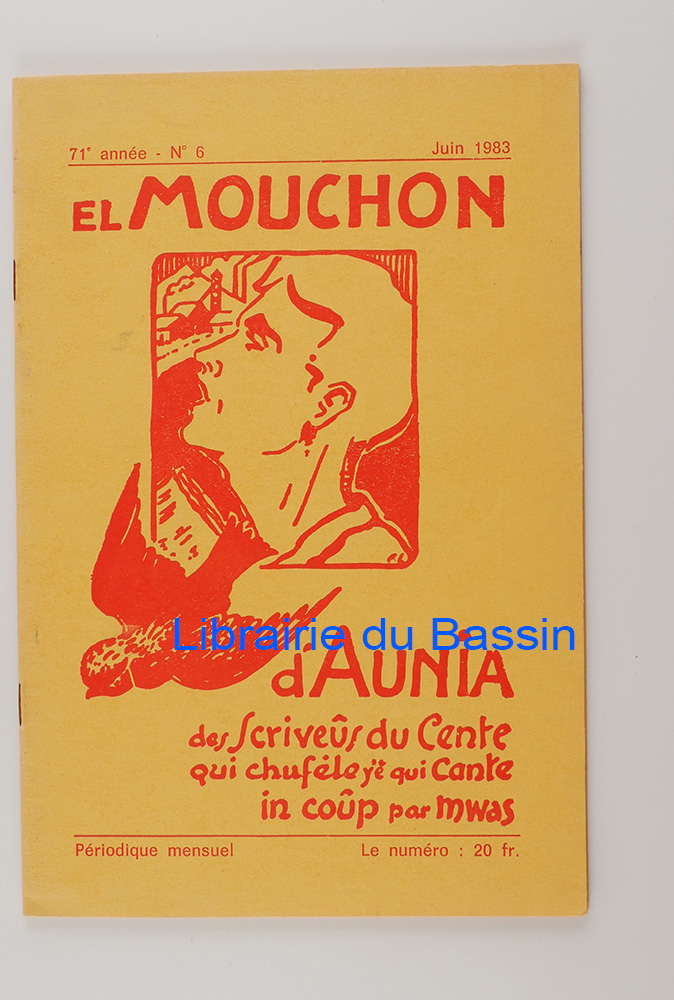 71e année - N° 6
Juin 1983
EL MOUCHON
Librairie du Bassin
d'AUNIA
des Scriveûs du Cente
qui chufèle y'è qui cante
in coûp par mwas
Périodique mensuel
Le numéro : 20 fr.